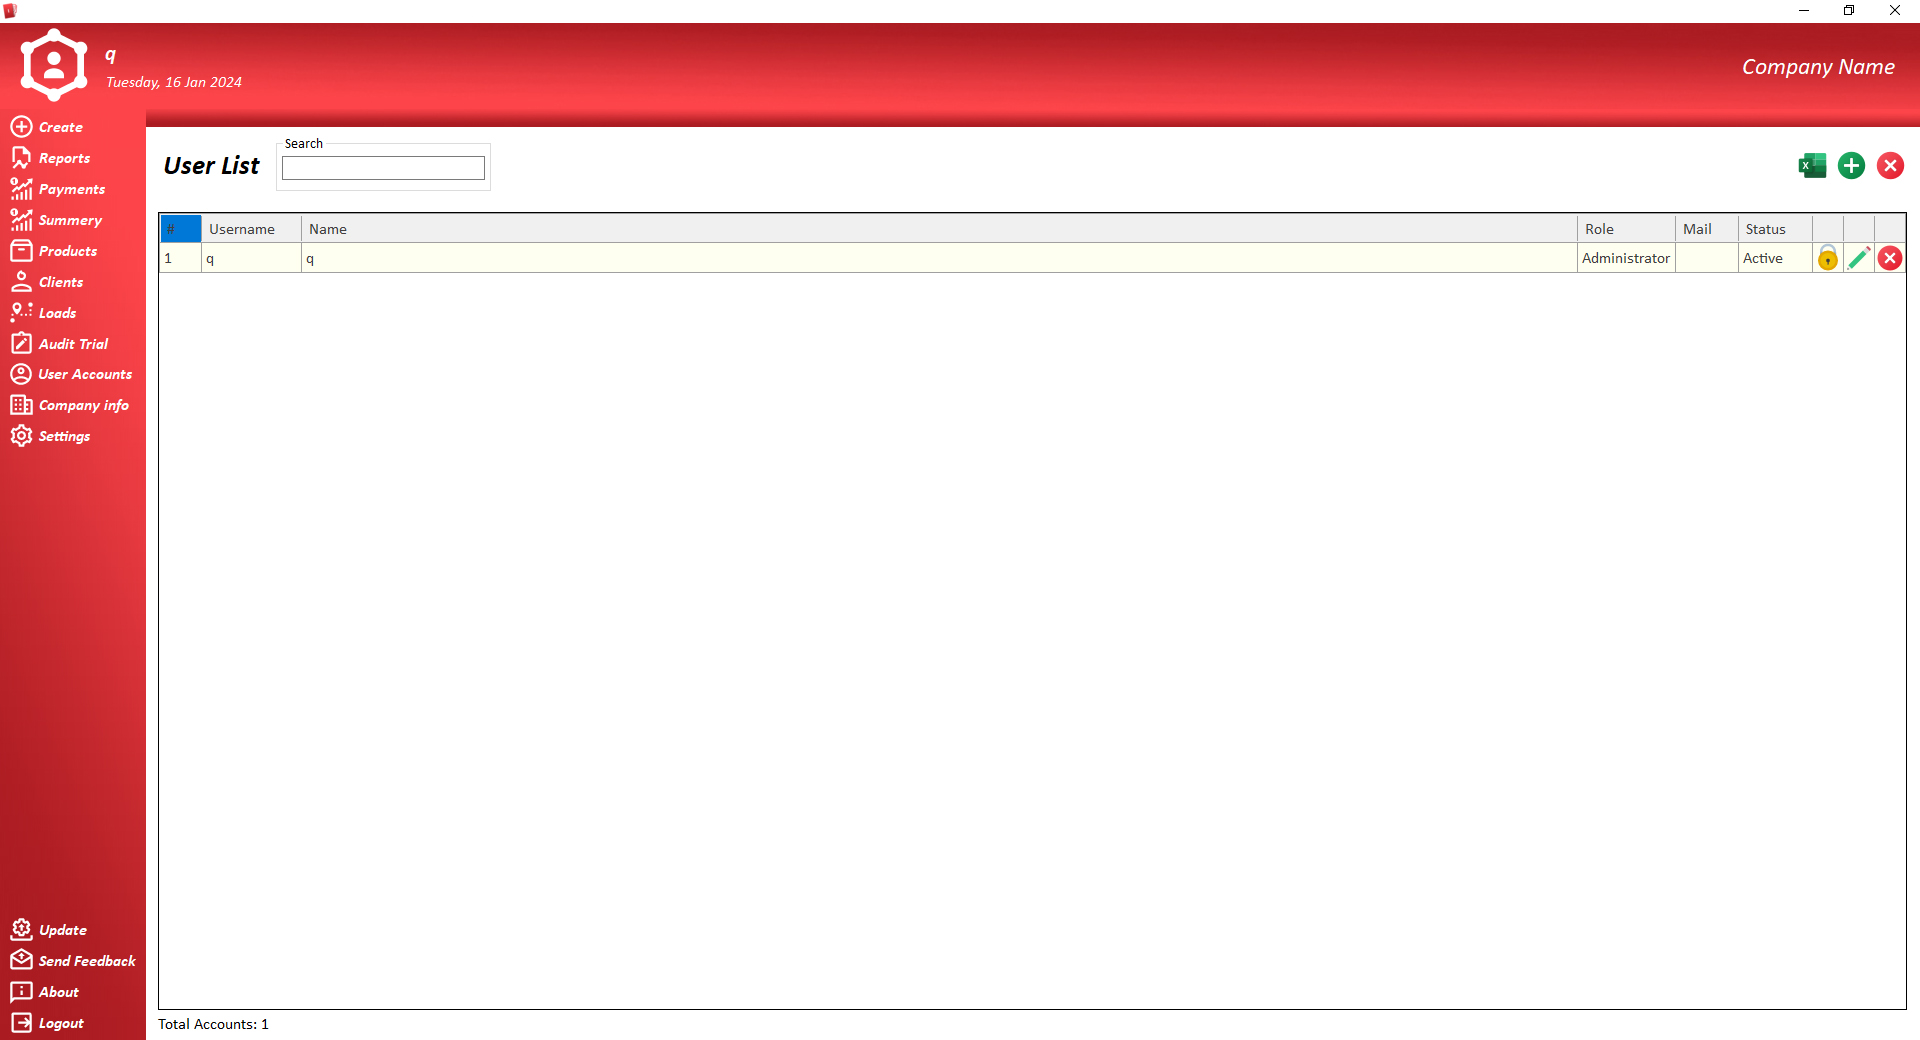 q
Tuesday, 16 Jan 2024
Company Name
Create
Reports
Payments
Summery
Products
Clients
Loads
Audit Trial
User Accounts
Company info
Settings
Update
Send Feedback
About
Logout
User List
Search
# Username Name Role Mail Status
1 q q Administrator Active
Total Accounts: 1